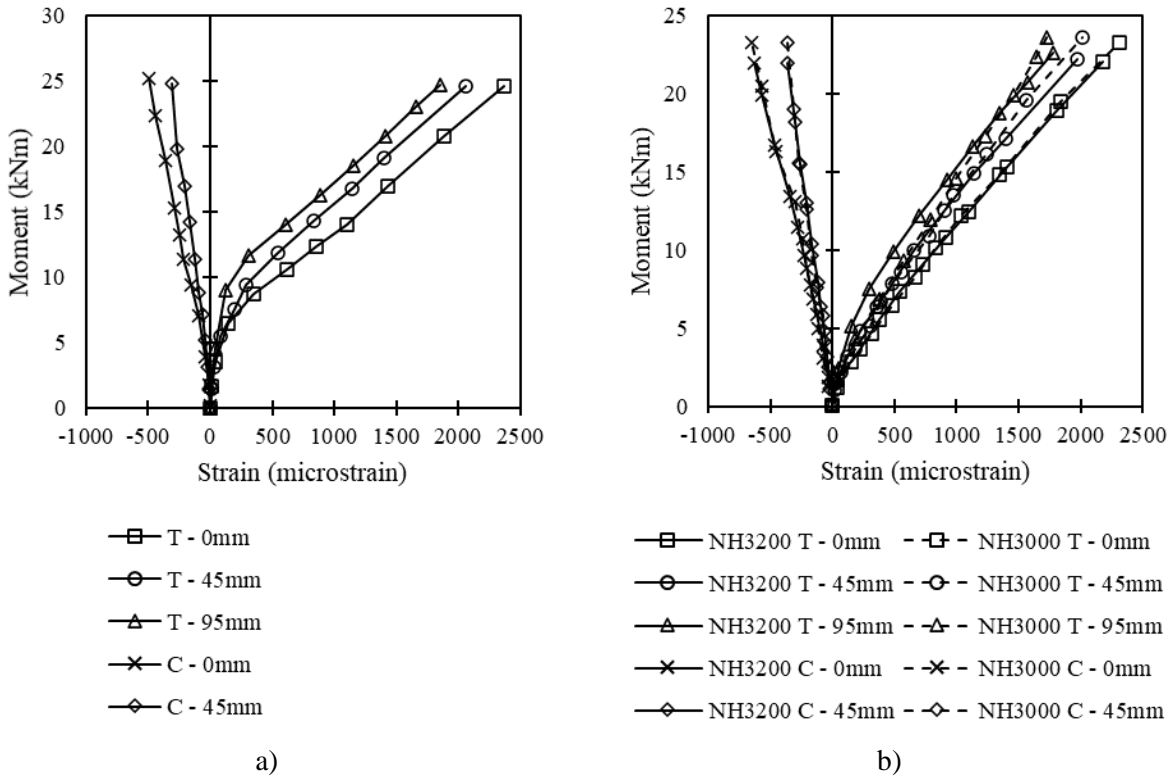 30
25
20
15
10
5
0
-1000 -500 0 500 1000 1500 2000 2500
Moment (kNm)
Strain (microstrain)
T - 0mm
T - 45mm
T - 95mm
C - 0mm
C - 45mm
a)
25
20
15
10
5
0
-1000 -500 0 500 1000 1500 2000 2500
Moment (kNm)
Strain (microstrain)
NH3200 T - 0mm NH3000 T - 0mm
NH3200 T - 45mm NH3000 T - 45mm
NH3200 T - 95mm NH3000 T - 95mm
NH3200 C - 0mm NH3000 C - 0mm
NH3200 C - 45mm NH3000 C - 45mm
b)